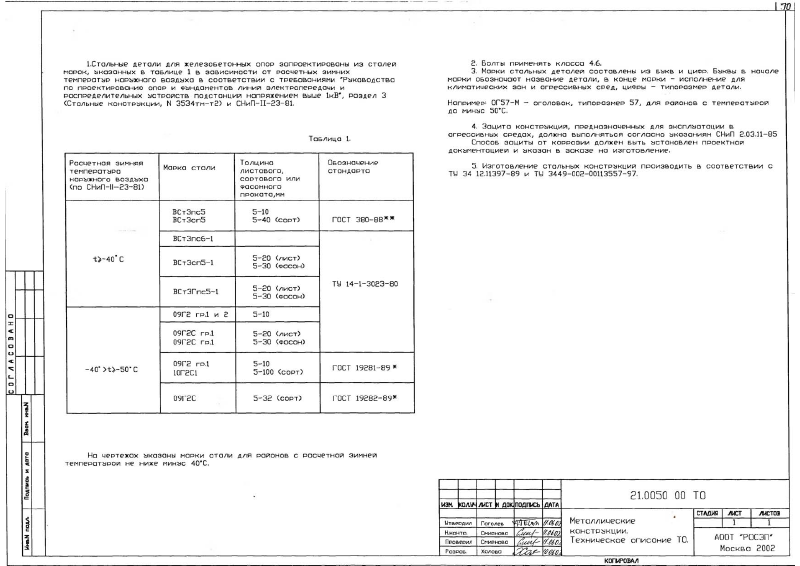 170
1.Стальные детали для железобетонных опор запроектированы из сталей
марок, указанных в таблице 1 в зависимости от расчетных зимних
температур наружного воздуха в соответствии с требованиями "Руководства
по проектированию опор и фундаментов линий электропередачи и
распределительных устройств подстанций напряжением выше 1кВ", раздел 3
(Стальные конструкции, N 3534тм-т2) и СНиП-II-23-81.
Таблица 1.
Расчетная зимняя температура наружного воздуха (по СНиП-II-23-81)
Марка стали
Толщина листового, сортового или фасонного проката,мм
Обозначение стандарта
t≥-40°С
ВСт3пс5 5-10
ВСт3сп5 5-40 (сорт)
ГОСТ 380-88**
ВСт3пс6-1
ВСт3сп5-1
5-20 (лист)
5-30 (фасон)
ВСт3Гпс5-1
5-20 (лист)
5-30 (фасон)
ТУ 14-1-3023-80
-40°>t≥-50°С
09Г2 гр.1 и 2 5-10
09Г2С гр.1 5-20 (лист)
09Г2С гр.1 5-30 (фасон)
09Г2 гр.1 5-10
10Г2С1 5-100 (сорт)
ГОСТ 19281-89 *
09Г2С 5-32 (сорт) ГОСТ 19282-89*
На чертежах указаны марки стали для районов с расчетной зимней
температурой не ниже минус 40°С.
2. Болты применять класса 4.6.
3. Марки стальных деталей составлены из букв и цифр. Буквы в начале
марки обозначают название детали, в конце марки - исполнение для
климатических зон и агрессивных сред, цифры - типоразмер детали.
Например: ОГ57-М - оголовок, типоразмер 57, для районов с температурой
до минус 50°С.
4. Защита конструкций, предназначенных для эксплуатации в
агрессивных средах, должна выполняться согласно указаниям СНиП 2.03.11-85
Способ защиты от коррозии должен быть установлен проектной
документацией и указан в заказе на изготовление.
5. Изготовление стальных конструкций производить в соответствии с
ТУ 34 12.11397-89 и ТУ 3449-002-00113557-97.
СОГЛАСОВАНО
Взам. инв.N
Подпись и дата
Инв.N подл.
21.0050 00 ТО
ИЗМ. КОЛУЧ ЛИСТ N ДОК ПОДПИСЬ ДАТА
Утвердил Гоголев
Н.контр. Смирнова
Проверил Смирнова
Разраб. Холова
Металлические
конструкции.
Техническое описание ТО.
СТАДИЯ ЛИСТ ЛИСТОВ
1 1
АООТ "РОСЭП"
Москва 2002
КОПИРОВАЛ